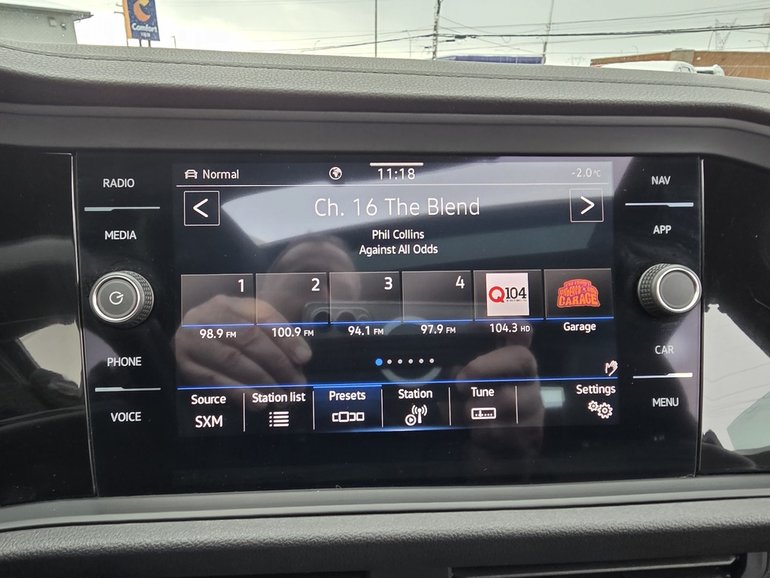 Comfort
RADIO
MEDIA
PHONE
VOICE
Normal
11:18
-2.0°C
<
Ch. 16 The Blend
>
Phil Collins
Against All Odds
1
2
3
4
Q104
GARAGE
98.9 FM
100.9 FM
94.1 FM
97.9 FM
104.3 HD
Garage
Source
SXM
Station list
Presets
Station
Tune
Settings
NAV
APP
CAR
MENU